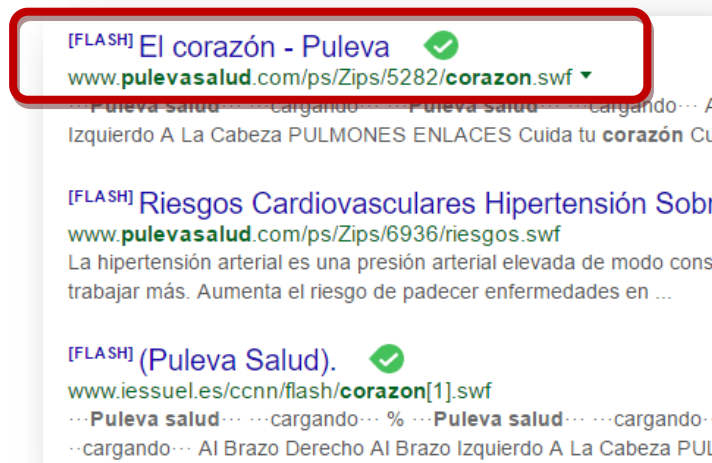 [FLASH] El corazón - Puleva
www.pulevasalud.com/ps/Zips/5282/corazon.swf
···Puleva salud··· ···cargando··· ···Puleva salud··· ···cargando··· A
Izquierdo A La Cabeza PULMONES ENLACES Cuida tu corazón Cu
[FLASH] Riesgos Cardiovasculares Hipertensión Sobr
www.pulevasalud.com/ps/Zips/6936/riesgos.swf
La hipertensión arterial es una presión arterial elevada de modo cons
trabajar más. Aumenta el riesgo de padecer enfermedades en ...
[FLASH] (Puleva Salud).
www.iessuel.es/ccnn/flash/corazon[1].swf
···Puleva salud··· ···cargando··· % ···Puleva salud··· ···cargando··
··cargando··· Al Brazo Derecho Al Brazo Izquierdo A La Cabeza PUL